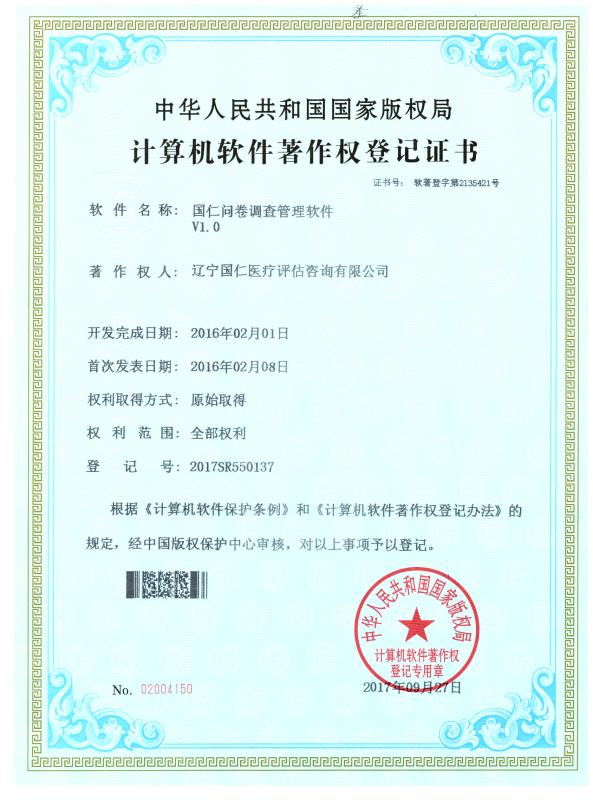 中华人民共和国国家版权局
计算机软件著作权登记证书
证书号： 软著登字第2135421号
软件名称： 国仁问卷调查管理软件
V1.0
著作权人： 辽宁国仁医疗评估咨询有限公司
开发完成日期： 2016年02月01日
首次发表日期： 2016年02月08日
权利取得方式： 原始取得
权利范围： 全部权利
登记号： 2017SR550137
根据《计算机软件保护条例》和《计算机软件著作权登记办法》的
规定，经中国版权保护中心审核，对以上事项予以登记。
中华人民共和国国家版权局
计算机软件著作权
登记专用章
No. 02004150
2017年09月27日